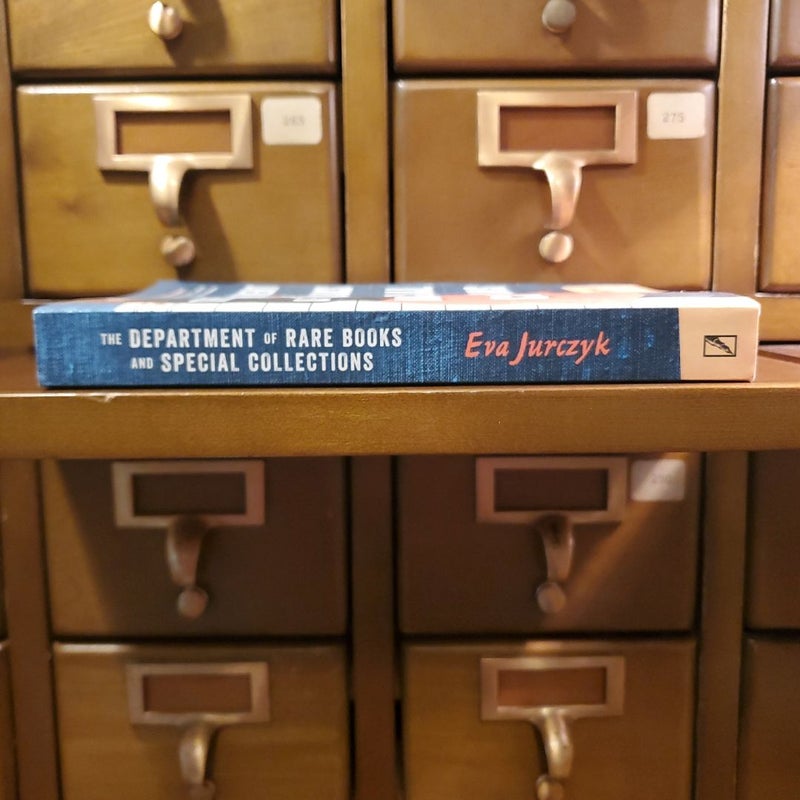 275
THE DEPARTMENT OF RARE BOOKS
AND SPECIAL COLLECTIONS
Eva Jurczyk